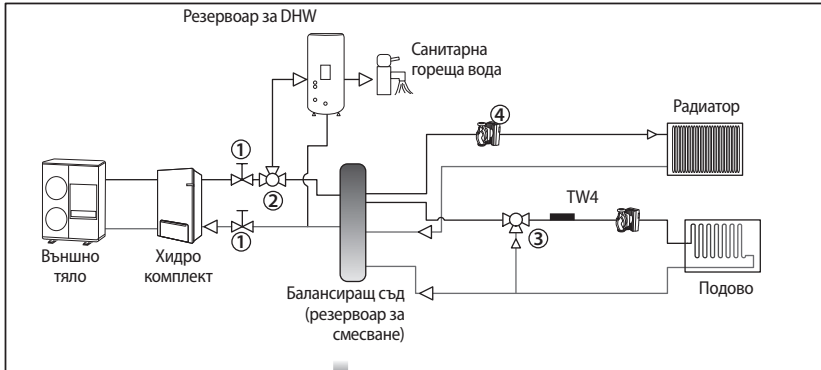 Резервоар за DHW
Санитарна
гореща вода
④
Радиатор
①
②
TW4
①
③
Външно
тяло
Хидро
комплект
Балансиращ съд
(резервоар за
смесване)
Подово